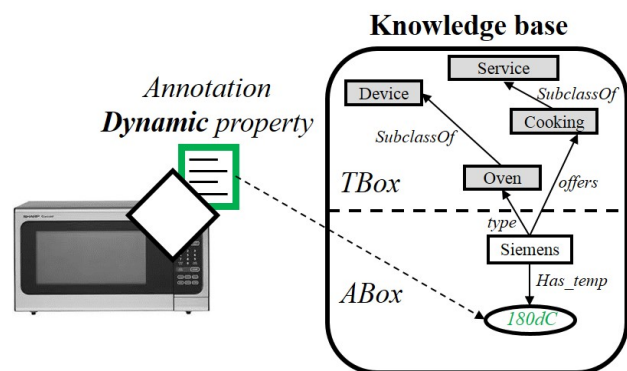 Knowledge base
Annotation
Dynamic property
Service
Device
SubclassOf
Cooking
SubclassOf
Oven
offers
TBox
type
Siemens
ABox
Has_temp
180dC